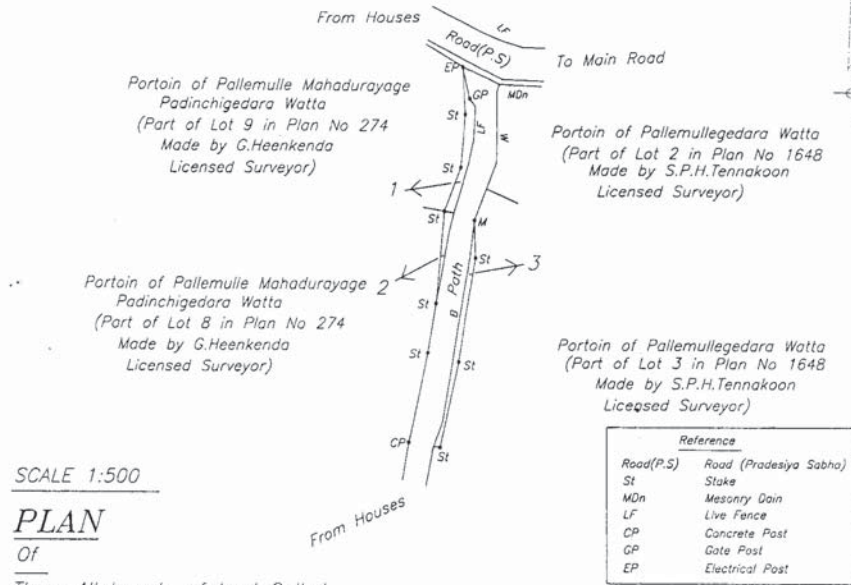 From Houses
LF
Road(P.S)
To Main Road
EP
GP
MDn
Portoin of Pallemulle Mahadurayage
Padinchigedara Watta
(Part of Lot 9 in Plan No 274
Made by G.Heenkenda
Licensed Surveyor)
St
LF
W
Portoin of Pallemullegedara Watta
(Part of Lot 2 in Plan No 1648
Made by S.P.H.Tennakoon
Licensed Surveyor)
St
1
St
M
St
3
2
Path
B
Portoin of Pallemulle Mahadurayage
Padinchigedara Watta
(Part of Lot 8 in Plan No 274
Made by G.Heenkenda
Licensed Surveyor)
St
St
St
Portoin of Pallemullegedara Watta
(Part of Lot 3 in Plan No 1648
Made by S.P.H.Tennakoon
Licensed Surveyor)
CP
St
From Houses
Reference
Road(P.S) Road (Pradesiya Sabha)
St Stake
MDn Mesonry Dain
LF Live Fence
CP Concrete Post
GP Gate Post
EP Electrical Post
SCALE 1:500
PLAN
Of